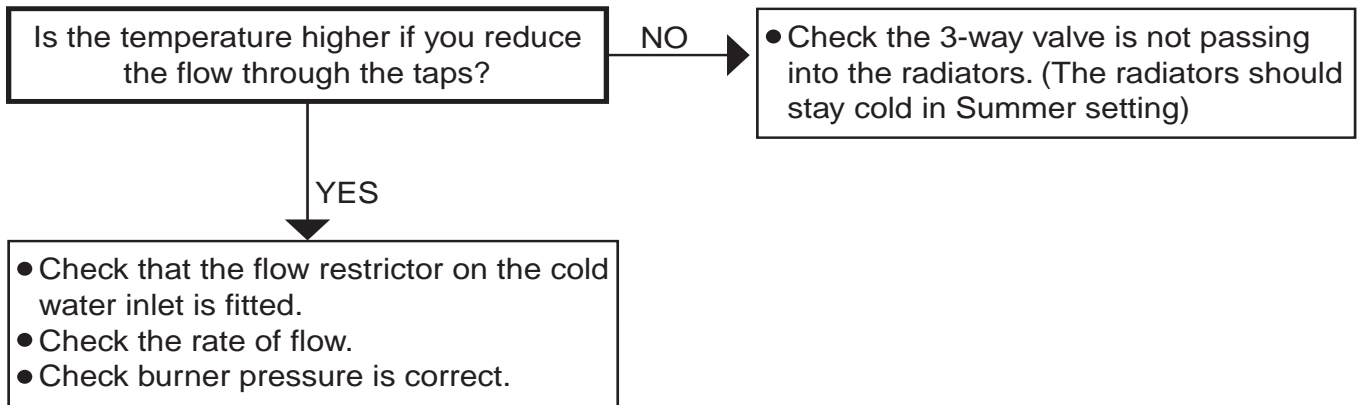 Is the temperature higher if you reduce
the flow through the taps?
NO
● Check the 3-way valve is not passing
into the radiators. (The radiators should
stay cold in Summer setting)
YES
● Check that the flow restrictor on the cold
water inlet is fitted.
● Check the rate of flow.
● Check burner pressure is correct.